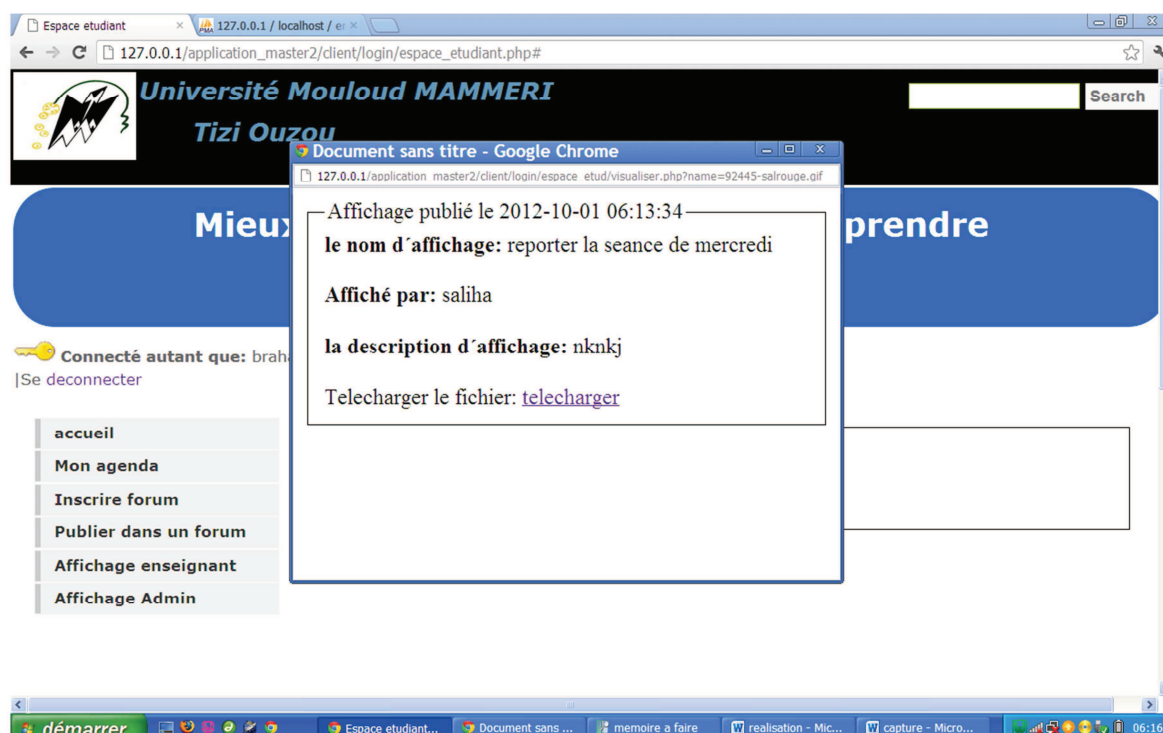 Espace etudiant
127.0.0.1 / localhost / er
127.0.0.1/application_master2/client/login/espace_etudiant.php#
Université Mouloud MAMMERI
Tizi Ouzou
Search
Document sans titre - Google Chrome
127.0.0.1/application_master2/client/login/espace_etud/visualiser.php?name=92445-salrouge.gif
Affichage publié le 2012-10-01 06:13:34
le nom d´affichage: reporter la seance de mercredi
Affiché par: saliha
la description d´affichage: nknkj
Telecharger le fichier: telecharger
prendre
Connecté autant que:
|Se deconnecter
accueil
Mon agenda
Inscrire forum
Publier dans un forum
Affichage enseignant
Affichage Admin
démarrer
Espace etudiant...
Document sans ...
memoire a faire
realisation - Mic...
capture - Micro...
06:16